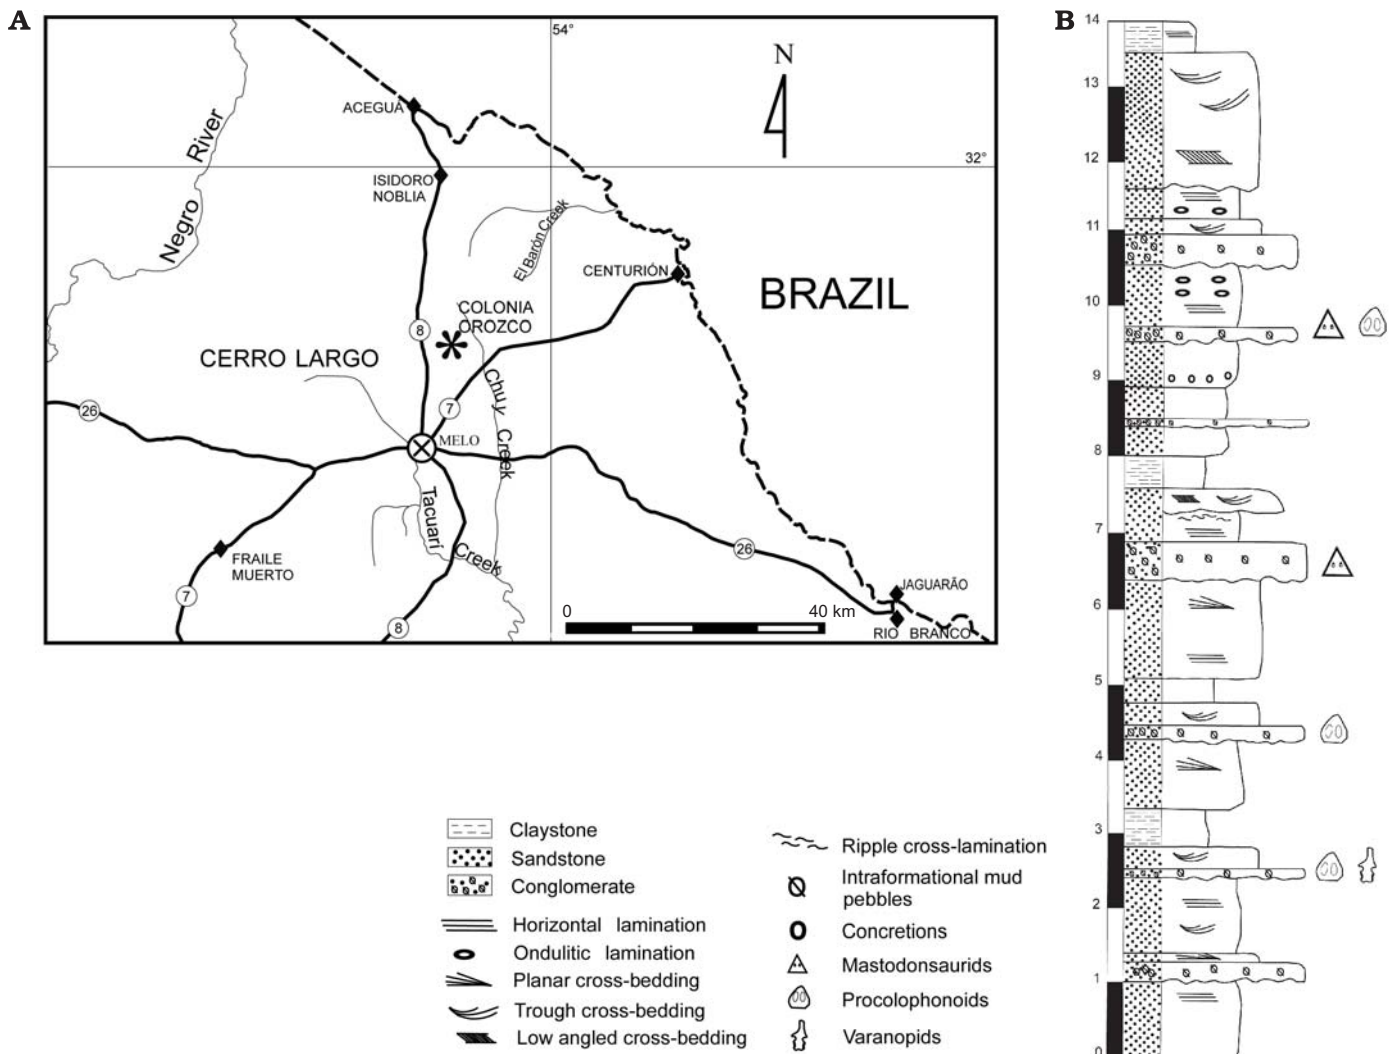 A
54°
N
ACEGUÁ
32°
ISIDORO
NOBLIA
Negro River
El Barón Creek
CENTURIÓN
BRAZIL
COLONIA
OROZCO
8
CERRO LARGO
Chuy Creek
7
26
MELO
Tacuarí Creek
26
FRAILE
MUERTO
7
8
JAGUARÃO
RIO BRANCO
0 40 km
B
14
13
12
11
10
9
8
7
6
5
4
3
2
1
0
Claystone
Sandstone
Conglomerate
Horizontal lamination
Ondulitic lamination
Planar cross-bedding
Trough cross-bedding
Low angled cross-bedding
Ripple cross-lamination
Intraformational mud
pebbles
Concretions
Mastodonsaurids
Procolophonoids
Varanopids